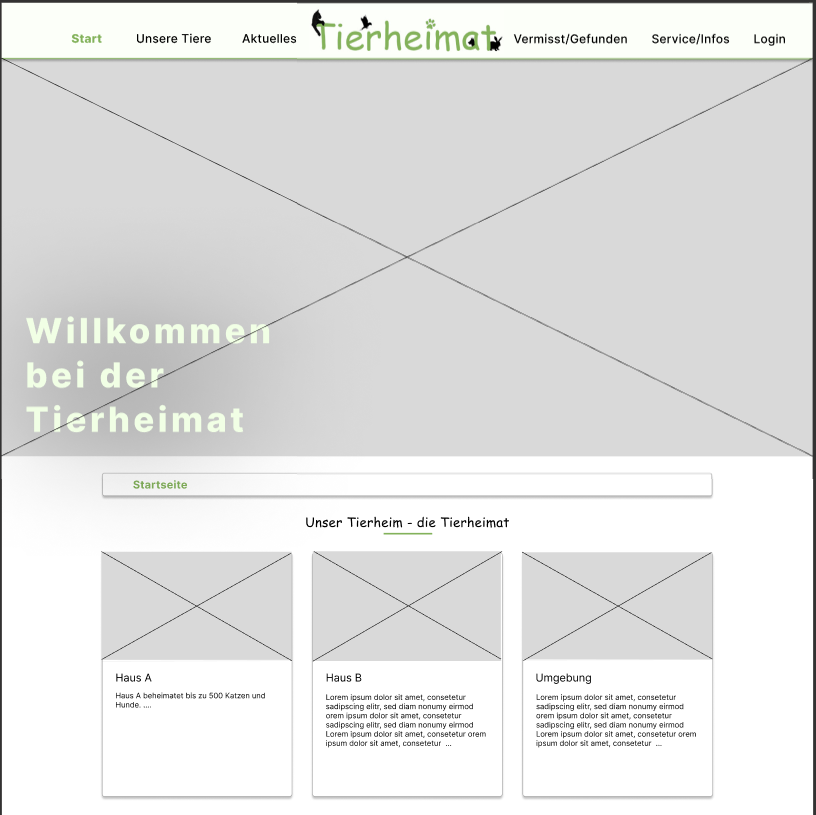 Start Unsere Tiere Aktuelles Tierheimat Vermisst/Gefunden Service/Infos Login
Willkommen
bei der
Tierheimat
Startseite
Unser Tierheim - die Tierheimat
Haus A
Haus A beheimatet bis zu 500 Katzen und
Hunde. ....
Haus B
Lorem ipsum dolor sit amet, consetetur
sadipscing elitr, sed diam nonumy eirmod
orem ipsum dolor sit amet, consetetur
sadipscing elitr, sed diam nonumy eirmod
Lorem ipsum dolor sit amet, consetetur orem
ipsum dolor sit amet, consetetur ...
Umgebung
Lorem ipsum dolor sit amet, consetetur
sadipscing elitr, sed diam nonumy eirmod
orem ipsum dolor sit amet, consetetur
sadipscing elitr, sed diam nonumy eirmod
Lorem ipsum dolor sit amet, consetetur orem
ipsum dolor sit amet, consetetur ...